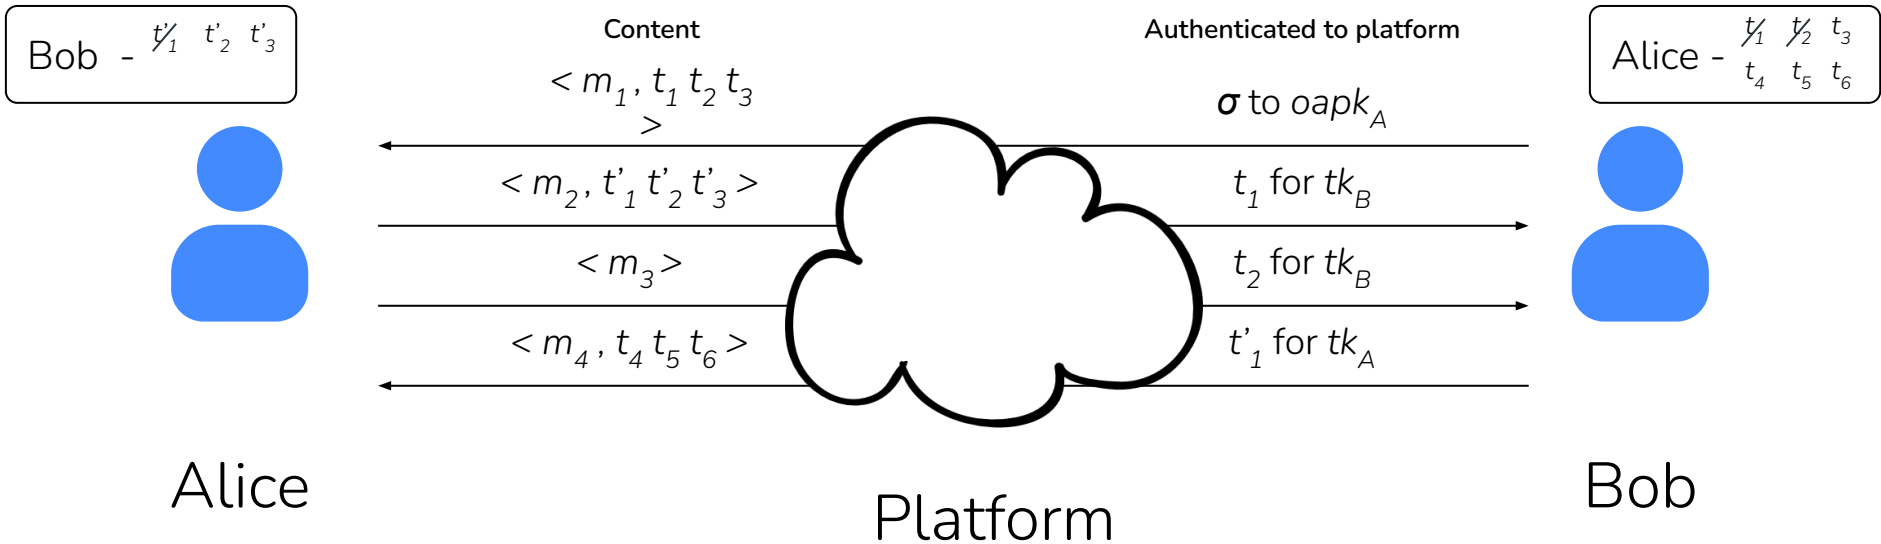 Bob - t’1 t’2 t’3
Content
Authenticated to platform
Alice - t1 t2 t3
t4 t5 t6
< m1 , t1 t2 t3
>
σ to oapkA
< m2 , t’1 t’2 t’3 >
t1 for tkB
< m3 >
t2 for tkB
< m4 , t4 t5 t6 >
t’1 for tkA
Alice
Platform
Bob